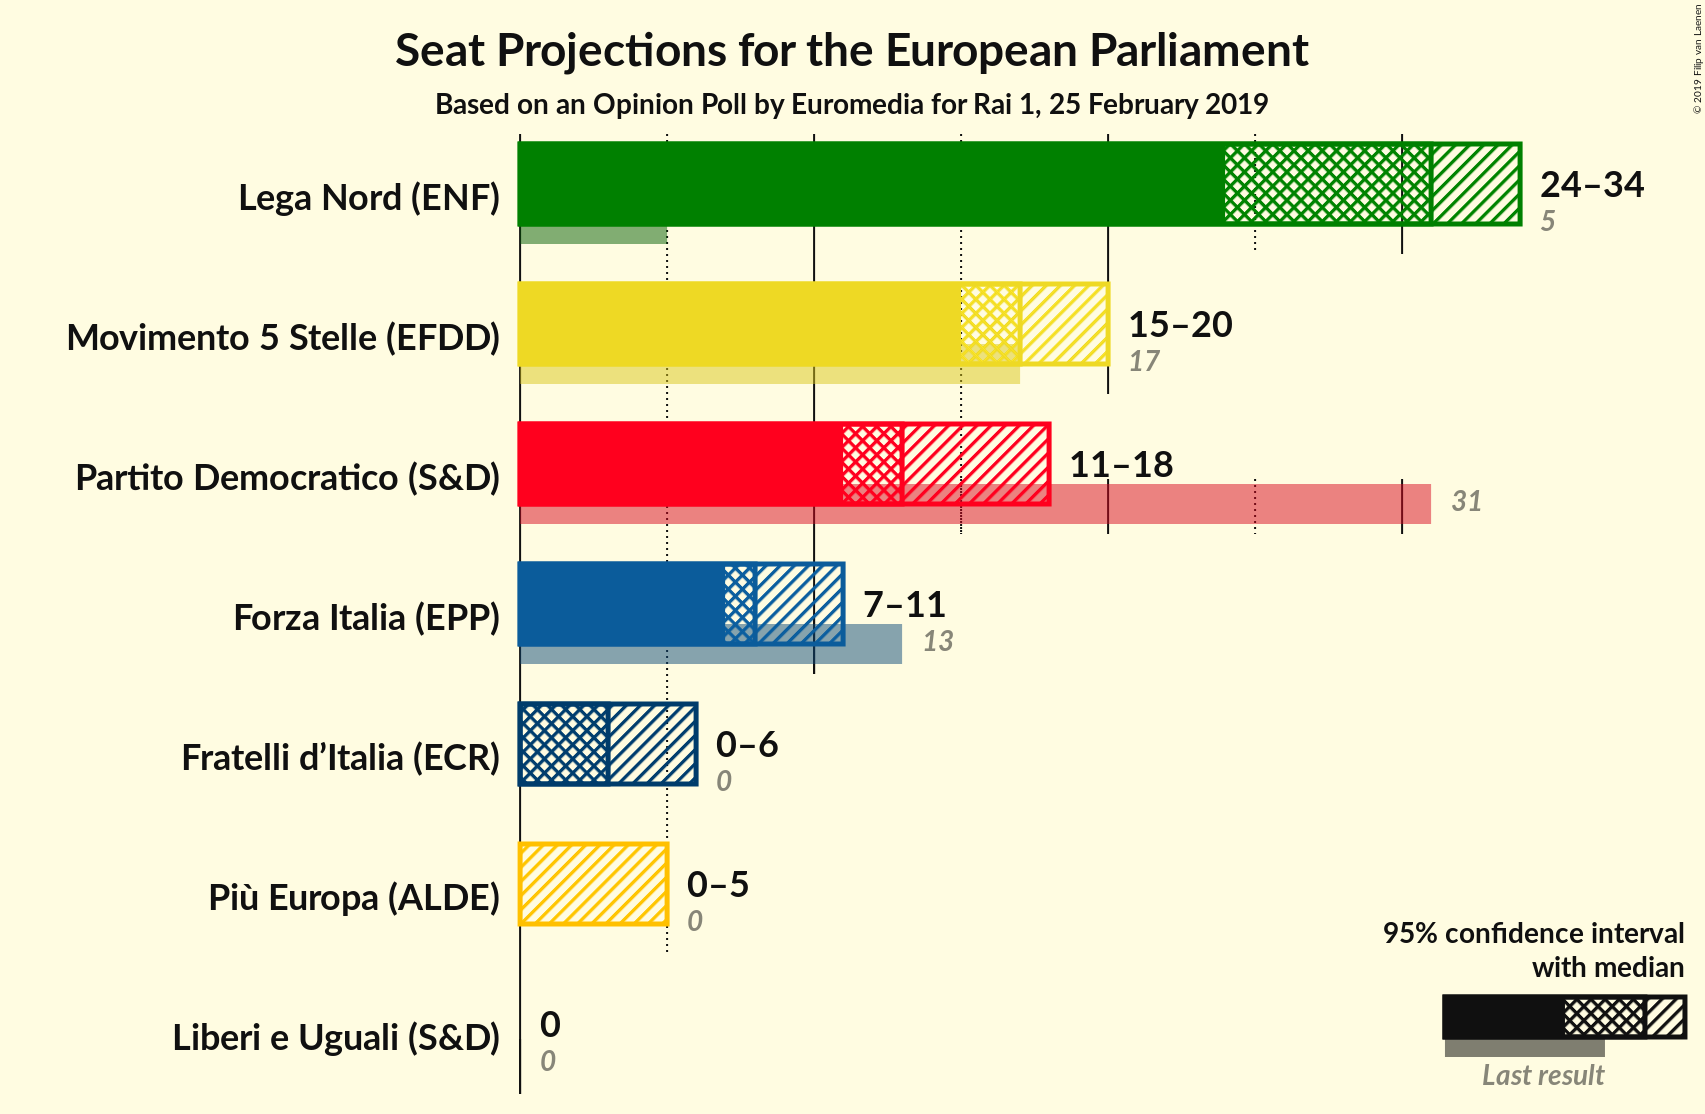 Seat Projections for the European Parliament
Based on an Opinion Poll by Euromedia for Rai 1, 25 February 2019
© 2019 Filip van Laenen
Lega Nord (ENF)
24–34
5
Movimento 5 Stelle (EFDD)
15–20
17
Partito Democratico (S&D)
11–18
31
Forza Italia (EPP)
7–11
13
Fratelli d’Italia (ECR)
0–6
0
Più Europa (ALDE)
0–5
0
Liberi e Uguali (S&D)
0
0
95% confidence interval
with median
Last result